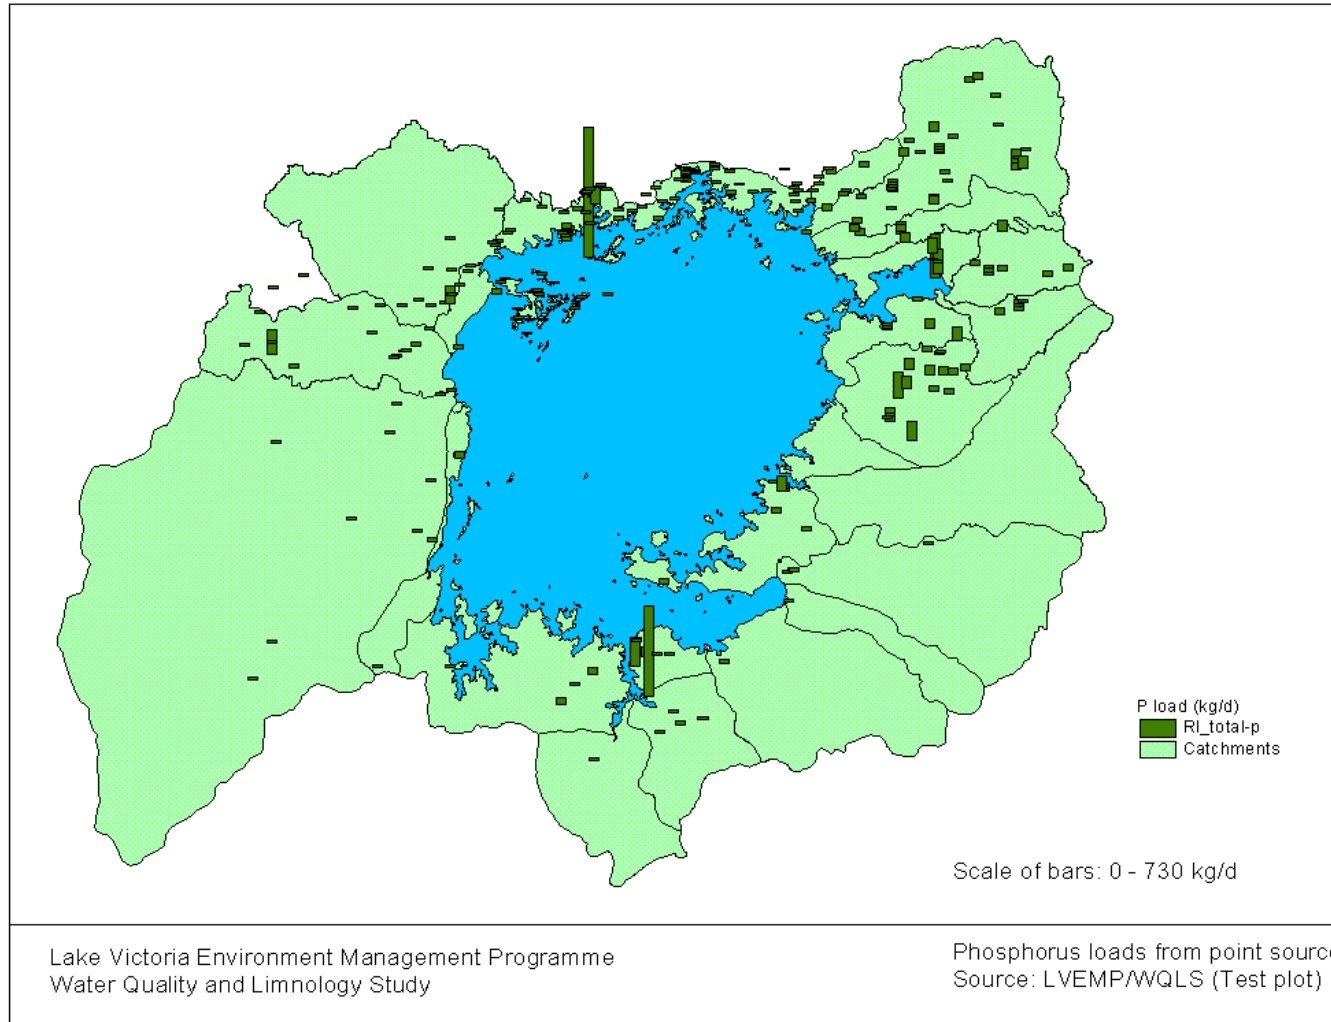 P load (kg/d)
RI_total-p
Catchments
Scale of bars: 0 - 730 kg/d
Lake Victoria Environment Management Programme
Water Quality and Limnology Study
Phosphorus loads from point source
Source: LVEMP/WQLS (Test plot)